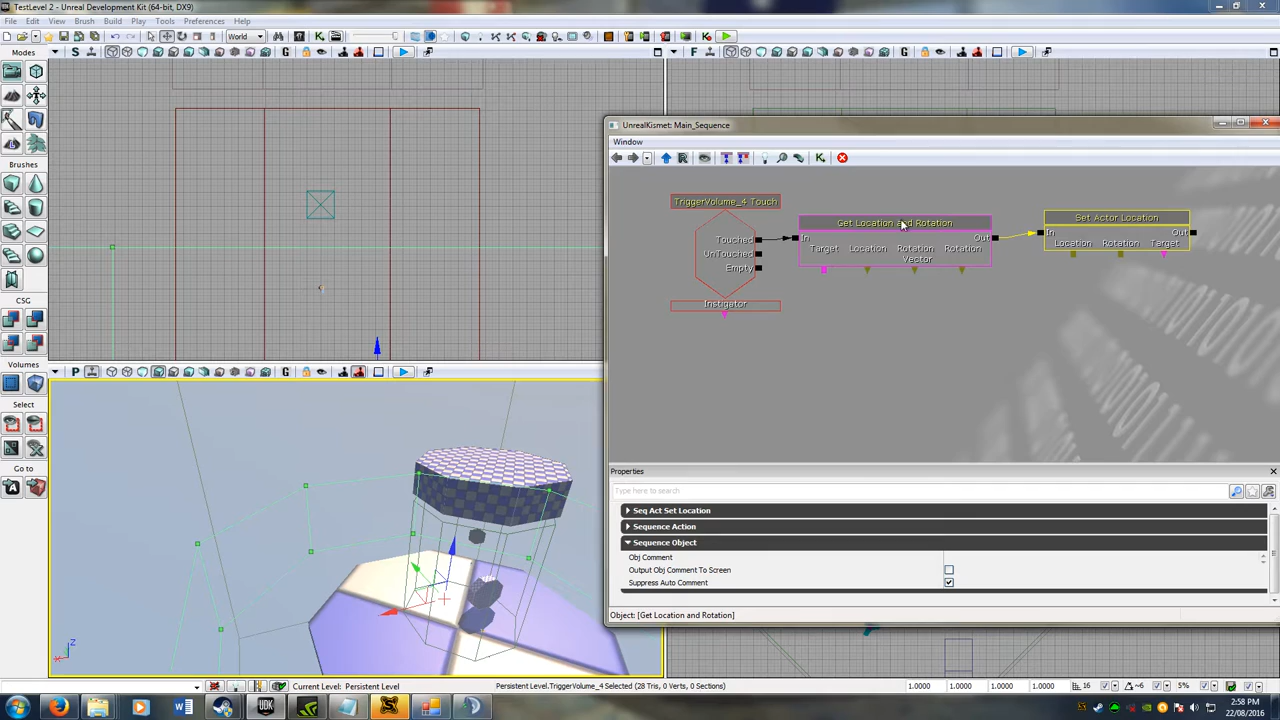 TestLevel 2 - Unreal Development Kit (64-bit, DX9)
File Edit View Brush Build Play Tools Preferences Help
World
Modes
Brushes
CSG
Volumes
Select
Go to
S G
F G
P G
UnrealKismet: Main_Sequence
Window
R K
TriggerVolume_4 Touch
Touched
UnTouched
Empty
Instigator
Get Location and Rotation
In Out
Target Location Rotation Rotation
Vector
Set Actor Location
In Out
Location Rotation Target
Properties
Type here to search
Seq Act Set Location
Sequence Action
Sequence Object
Obj Comment
Output Obj Comment To Screen
Suppress Auto Comment
Object: [Get Location and Rotation]
Z
X
Current Level: Persistent Level
Persistent Level.TriggerVolume_4 Selected (28 Tris, 0 Verts, 0 Sections)
1.0000 1.0000 1.0000 1.0000
16 ~6 5%
UDK
2:58 PM
22/08/2016